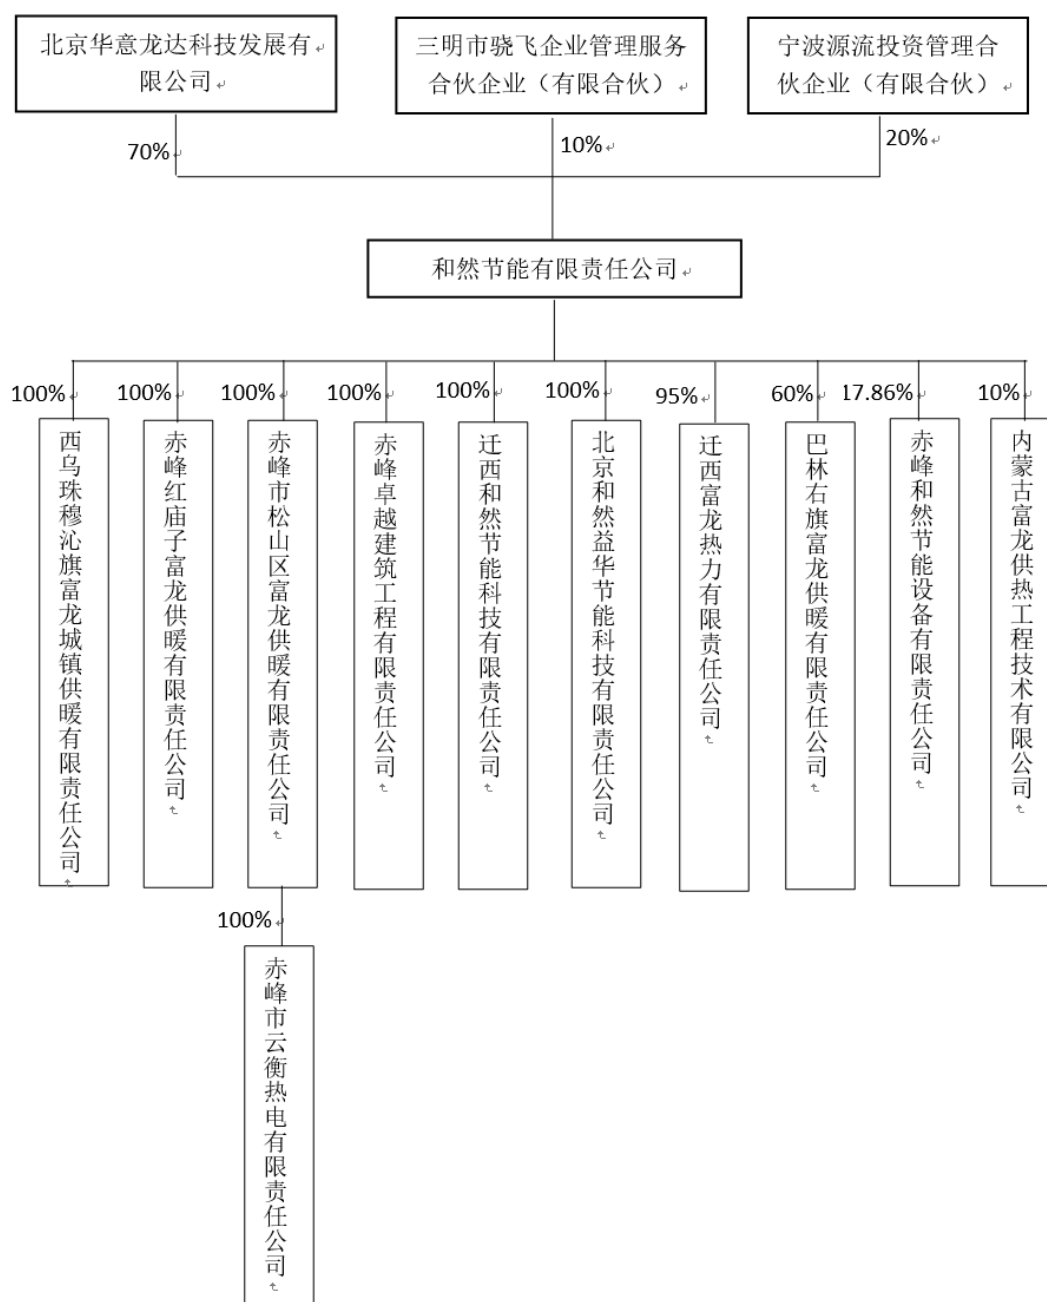 北京华意龙达科技发展有
限公司
三明市骁飞企业管理服务
合伙企业（有限合伙）
宁波源流投资管理合
伙企业（有限合伙）
70%
10%
20%
和然节能有限责任公司
100%
100%
100%
100%
100%
100%
95%
60%
17.86%
10%
西乌珠穆沁旗富龙城镇供暖有限责任公司
赤峰红庙子富龙供暖有限责任公司
赤峰市松山区富龙供暖有限责任公司
赤峰卓越建筑工程有限责任公司
迁西和然节能科技有限责任公司
北京和然益华节能科技有限责任公司
迁西富龙热力有限责任公司
巴林右旗富龙供暖有限责任公司
赤峰和然节能设备有限责任公司
内蒙古富龙供热工程技术有限公司
100%
赤峰市云衡热电有限责任公司